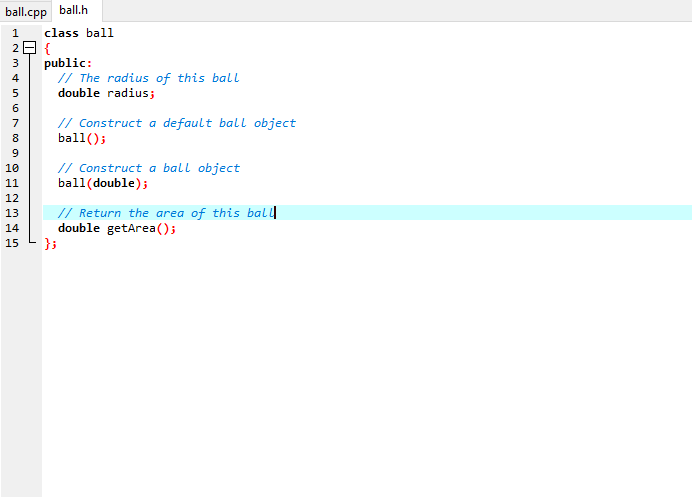 ball.cpp ball.h
1 class ball
2 {
3 public:
4 // The radius of this ball
5 double radius;
6
7 // Construct a default ball object
8 ball();
9
10 // Construct a ball object
11 ball(double);
12
13 // Return the area of this ball
14 double getArea();
15 };